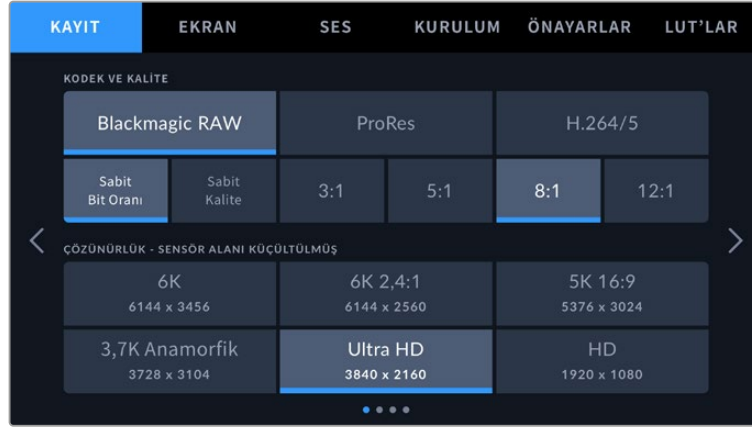 KAYIT EKRAN SES KURULUM ÖNAYARLAR LUT’LAR
KODEK VE KALİTE
Blackmagic RAW ProRes H.264/5
Sabit Bit Oranı Sabit Kalite 3:1 5:1 8:1 12:1
ÇÖZÜNÜRLÜK - SENSÖR ALANI KÜÇÜLTÜLMÜŞ
6K 6K 2,4:1 5K 16:9
6144 x 3456 6144 x 2560 5376 x 3024
3,7K Anamorfik Ultra HD HD
3728 x 3104 3840 x 2160 1920 x 1080